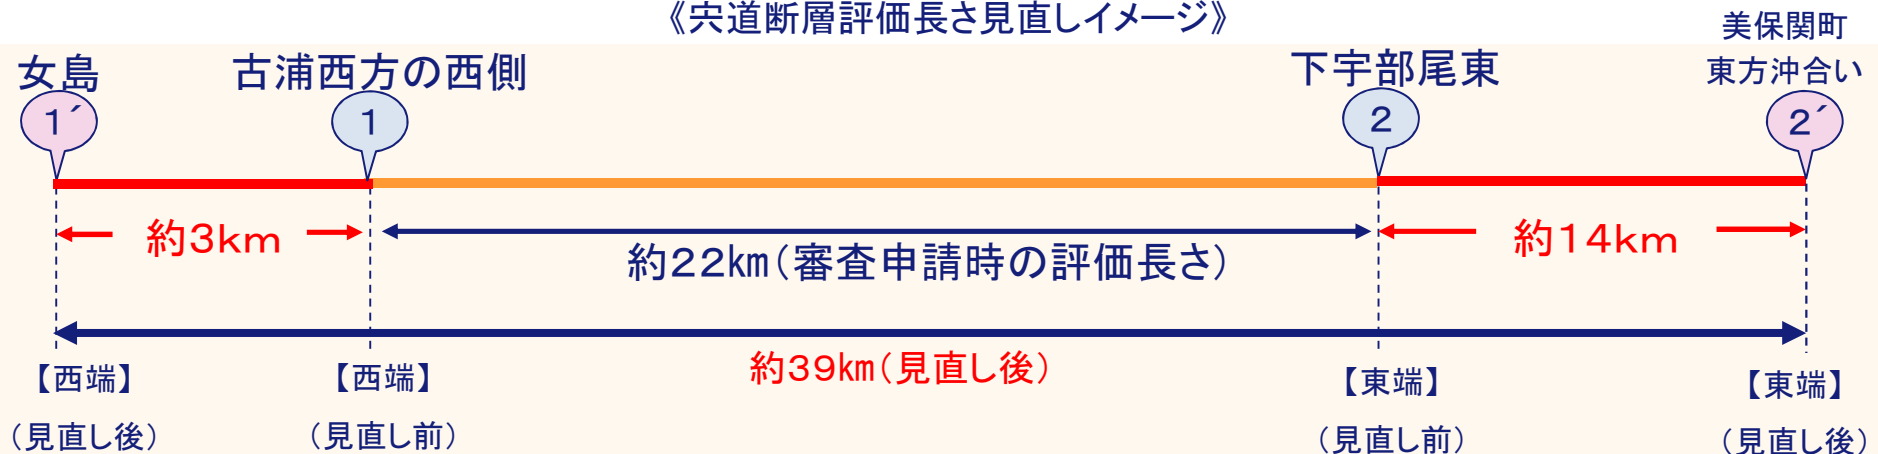 《宍道断層評価長さ見直しイメージ》
女島
古浦西方の西側
下宇部尾東
美保関町
東方沖合い
1´
1
2
2´
約3km
約22km(審査申請時の評価長さ)
約14km
約39km(見直し後)
【西端】
(見直し後)
【西端】
(見直し前)
【東端】
(見直し前)
【東端】
(見直し後)